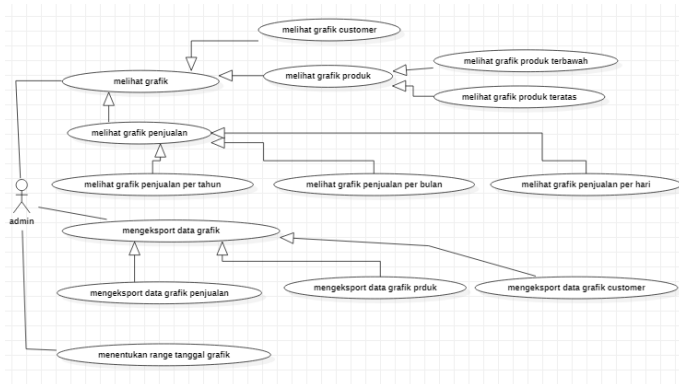 melihat grafik customer
melihat grafik produk terbawah
melihat grafik produk
melihat grafik
melihat grafik produk teratas
melihat grafik penjualan
melihat grafik penjualan per tahun
melihat grafik penjualan per bulan
melihat grafik penjualan per hari
admin
mengeksport data grafik
mengeksport data grafik penjualan
mengeksport data grafik prduk
mengeksport data grafik customer
menentukan range tanggal grafik